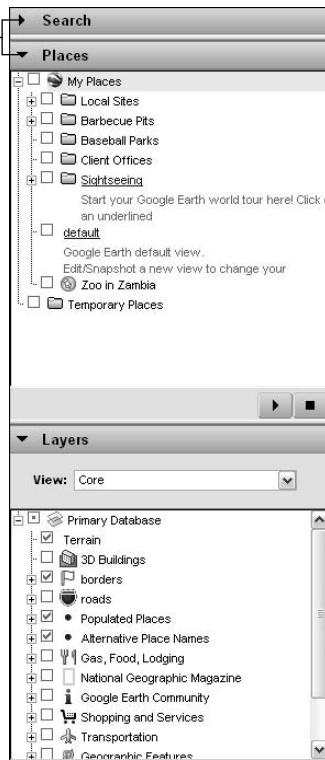 Search
Places
My Places
Local Sites
Barbecue Pits
Baseball Parks
Client Offices
Sightseeing
Start your Google Earth world tour here! Click
an underlined
default
Google Earth default view.
Edit/Snapshot a new view to change your
Zoo in Zambia
Temporary Places
Layers
View: Core
Primary Database
Terrain
3D Buildings
borders
roads
Populated Places
Alternative Place Names
Gas, Food, Lodging
National Geographic Magazine
Google Earth Community
Shopping and Services
Transportation
Geographic Features